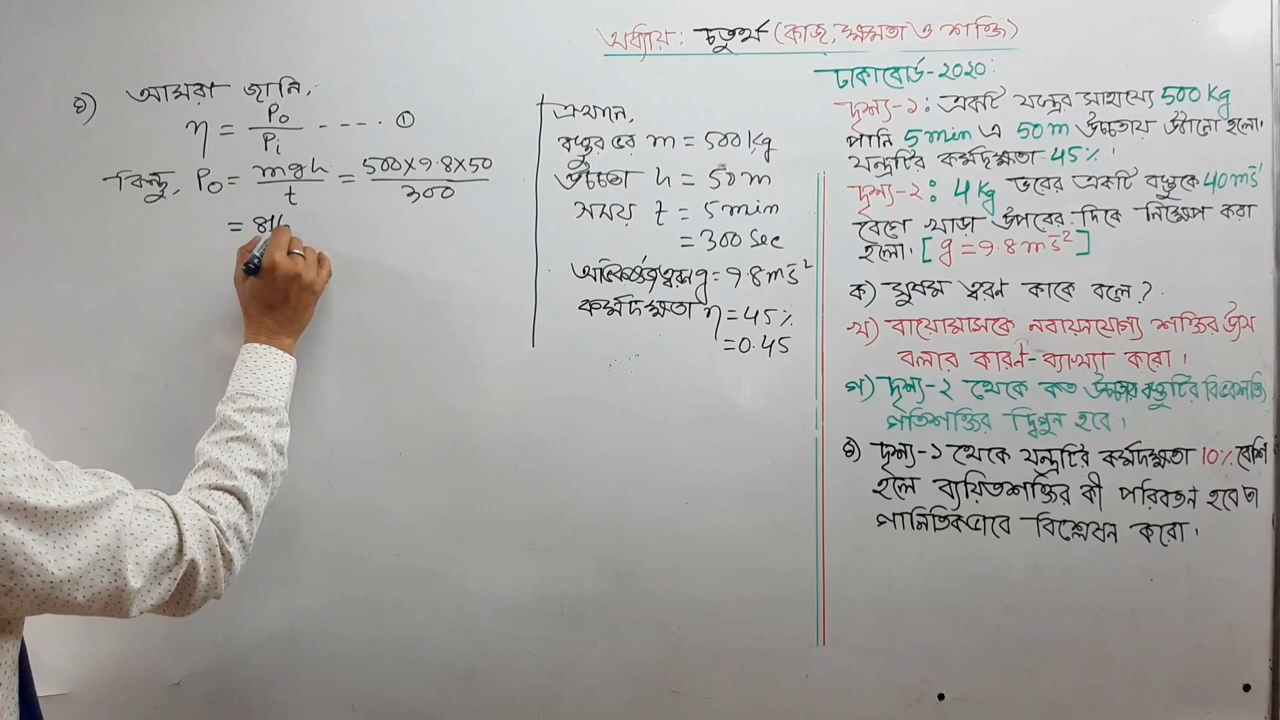 অধ্যায়: চতুর্থ (কাজ, ক্ষমতা ও শক্তি)
ঘ) আমরা জানি,
η = P₀/Pᵢ ---- ①
কিন্তু, P₀ = mgh/t = 500×9.8×50/300
= 816
এখানে,
বস্তুর ভর m = 500 kg
উচ্চতা h = 50 m
সময় t = 5 min
= 300 sec
অভিকর্ষজ ত্বরণ g = 9.8 ms⁻²
কর্মদক্ষতা η = 45%
= 0.45
ঢাকা বোর্ড-২০২০:
দৃশ্য-১: একটি যন্ত্রের সাহায্যে 500 kg
পানি 5 min এ 50 m উচ্চতায় উঠানো হলো।
যন্ত্রটির কর্মদক্ষতা 45%।
দৃশ্য-২: 4 kg ভরের একটি বস্তুকে 40 ms⁻¹
বেগে খাড়া উপরের দিকে নিক্ষেপ করা
হলো। [g = 9.8 ms⁻²]
ক) সুষম ত্বরণ কাকে বলে?
খ) বায়োমাসকে নবায়নযোগ্য শক্তির উৎস
বলার কারণ-ব্যাখ্যা করো।
গ) দৃশ্য-২ থেকে কত উচ্চতায় বস্তুটির বিভবশক্তি
গতিশক্তির দ্বিগুন হবে।
ঘ) দৃশ্য-১ থেকে যন্ত্রটির কর্মদক্ষতা 10% বেশি
হলে ব্যয়িতশক্তির কী পরিবর্তন হবে তা
গানিতিকভাবে বিশ্লেষন করো।